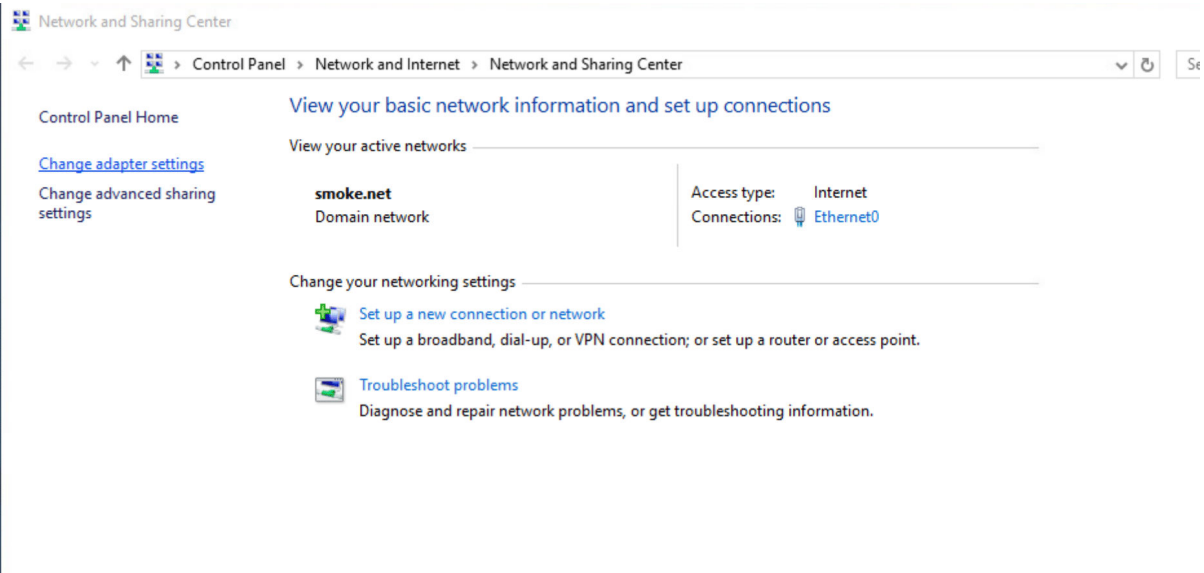 Network and Sharing Center
Control Panel > Network and Internet > Network and Sharing Center
Control Panel Home
Change adapter settings
Change advanced sharing
settings
View your basic network information and set up connections
View your active networks
smoke.net
Domain network
Access type: Internet
Connections: Ethernet0
Change your networking settings
Set up a new connection or network
Set up a broadband, dial-up, or VPN connection; or set up a router or access point.
Troubleshoot problems
Diagnose and repair network problems, or get troubleshooting information.